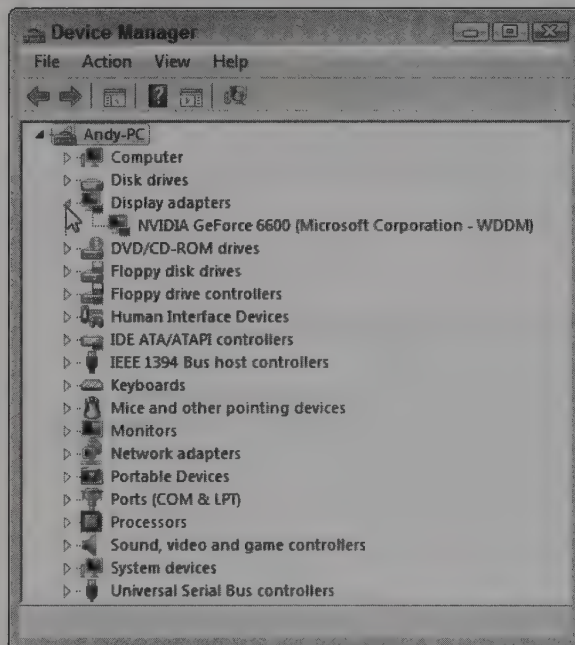 Device Manager
File Action View Help
Andy-PC
Computer
Disk drives
Display adapters
NVIDIA GeForce 6600 (Microsoft Corporation - WDDM)
DVD/CD-ROM drives
Floppy disk drives
Floppy drive controllers
Human Interface Devices
IDE ATA/ATAPI controllers
IEEE 1394 Bus host controllers
Keyboards
Mice and other pointing devices
Monitors
Network adapters
Portable Devices
Ports (COM & LPT)
Processors
Sound, video and game controllers
System devices
Universal Serial Bus controllers